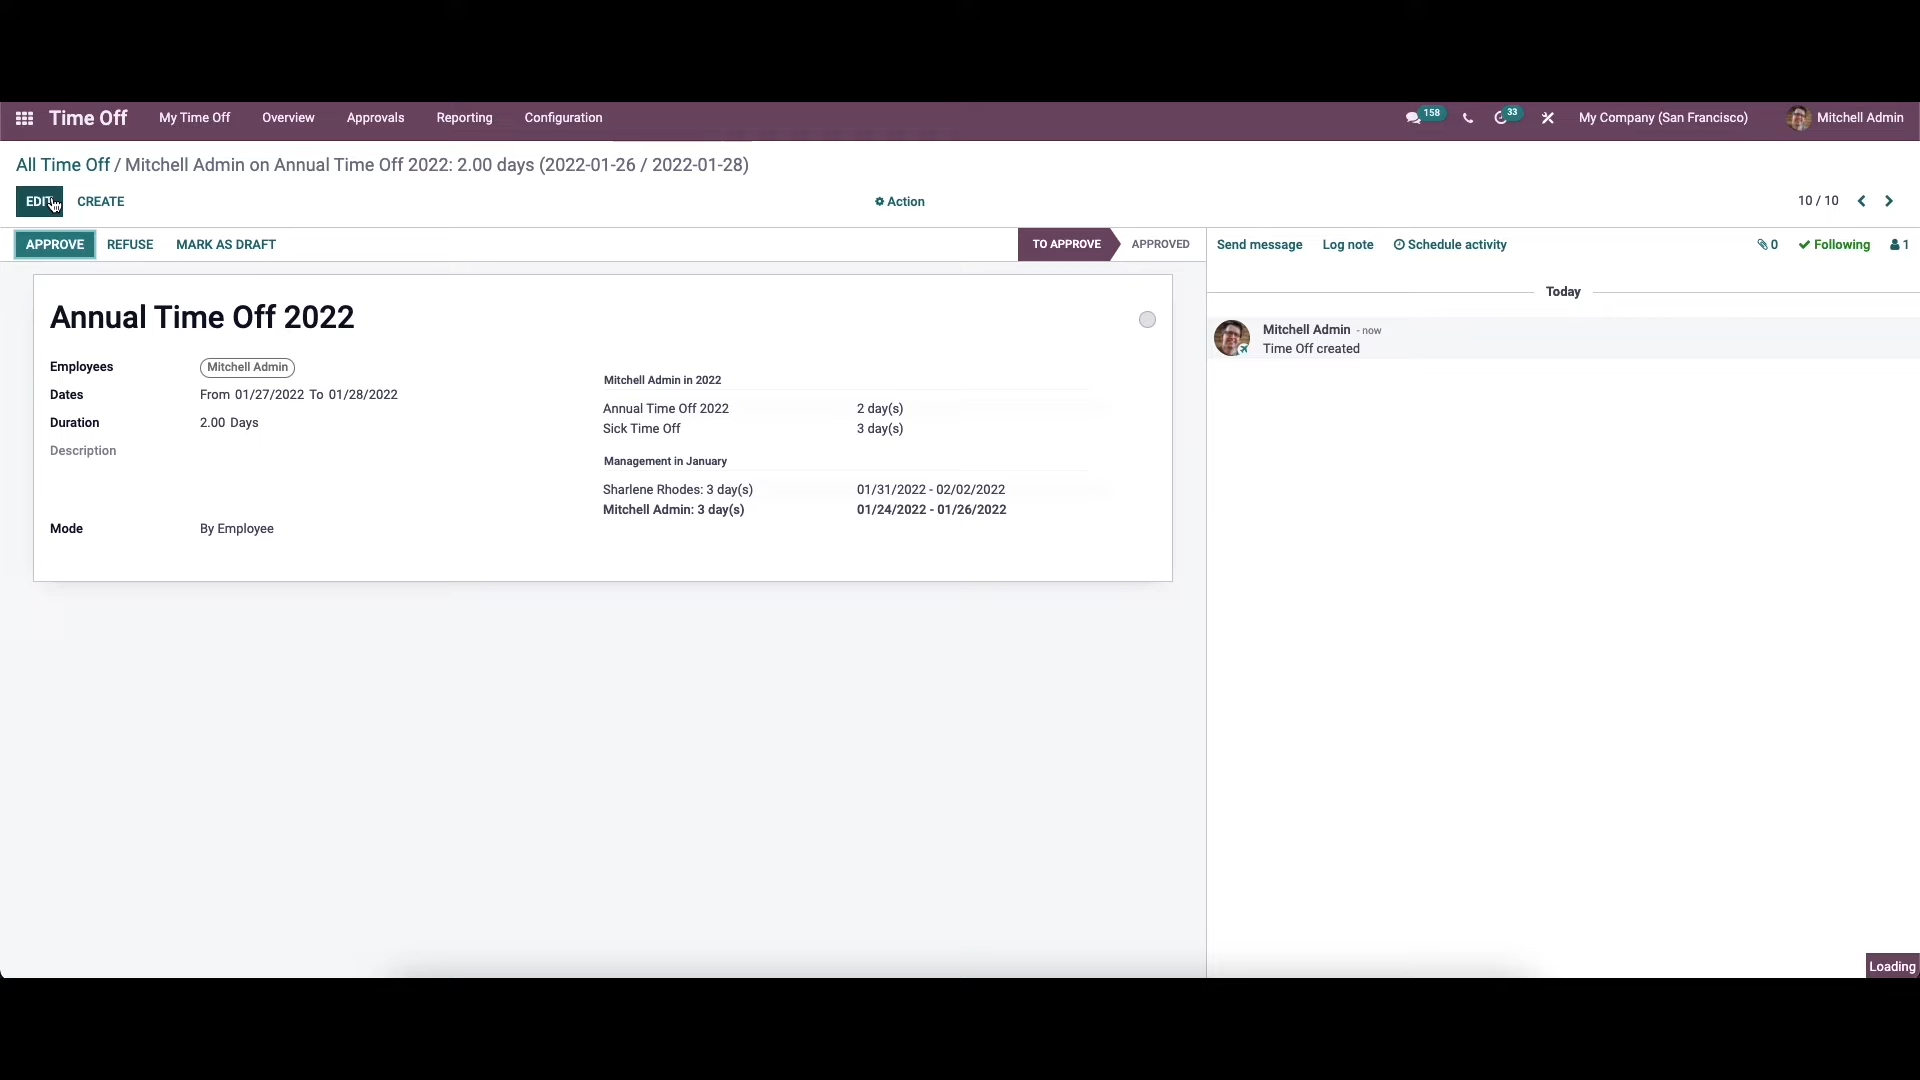 Time Off My Time Off Overview Approvals Reporting Configuration 158 33 My Company (San Francisco) Mitchell Admin
All Time Off / Mitchell Admin on Annual Time Off 2022: 2.00 days (2022-01-26 / 2022-01-28)
EDIT CREATE Action 10 / 10
APPROVE REFUSE MARK AS DRAFT TO APPROVE APPROVED Send message Log note Schedule activity 0 Following 1
Today
Annual Time Off 2022
Mitchell Admin - now
Time Off created
Employees Mitchell Admin
Dates From 01/27/2022 To 01/28/2022
Duration 2.00 Days
Description
Mode By Employee
Mitchell Admin in 2022
Annual Time Off 2022 2 day(s)
Sick Time Off 3 day(s)
Management in January
Sharlene Rhodes: 3 day(s) 01/31/2022 - 02/02/2022
Mitchell Admin: 3 day(s) 01/24/2022 - 01/26/2022
Loading